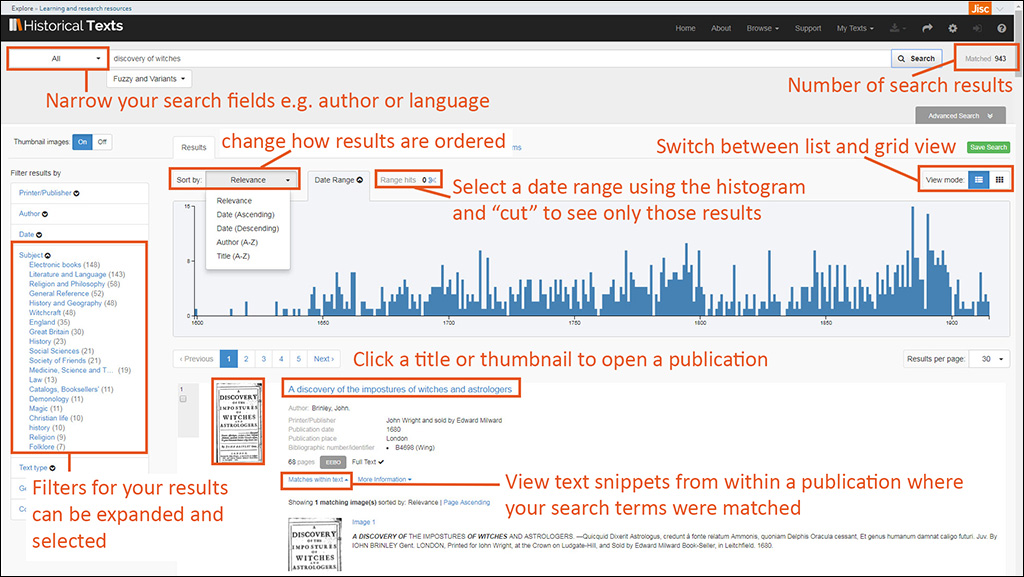 Explore » Learning and research resources
Jisc
Historical Texts
Home About Browse Support My Texts
All
discovery of witches
Search
Matched 943
Fuzzy and Variants
Narrow your search fields e.g. author or language
Number of search results
Advanced Search
Thumbnail images: On Off
Results
change how results are ordered
ms
Switch between list and grid view
Save Search
Filter results by
Sort by: Relevance
Date Range
Range hits 0
View mode:
Select a date range using the histogram
and “cut” to see only those results
Printer/Publisher
Author
Date
Relevance
Date (Ascending)
Date (Descending)
Author (A-Z)
Title (A-Z)
15
8
0
1600 1650 1700 1750 1800 1850 1900
Subject
Electronic books (148)
Literature and Language (143)
Religion and Philosophy (58)
General Reference (52)
History and Geography (48)
Witchcraft (48)
England (35)
Great Britain (30)
History (23)
Social Sciences (21)
Society of Friends (21)
Medicine, Science and T... (19)
Law (13)
Catalogs, Booksellers' (11)
Demonology (11)
Magic (11)
Christian life (10)
history (10)
Religion (9)
Folklore (7)
Text type
Ge
Co
Filters for your results
can be expanded and
selected
‹ Previous 1 2 3 4 5 Next ›
Click a title or thumbnail to open a publication
Results per page: 30
1
A
DISCOVERY
OF THE
IMPOSTURES
OF
WITCHES
AND
ASTROLOGERS
A discovery of the impostures of witches and astrologers
Author: Brinley, John.
Printer/Publisher John Wright and sold by Edward Milward
Publication date 1680
Publication place London
Bibliographic number/identifier • B4698 (Wing)
68 pages EEBO Full Text
Matches within text More Information
View text snippets from within a publication where
your search terms were matched
Showing 1 matching image(s) sorted by: Relevance | Page Ascending
A
DISCOVERY
OF THE
IMPOSTURES
OF
WITCHES
AND
ASTROLOGERS
Image 1
A DISCOVERY OF THE IMPOSTURES OF WITCHES AND ASTROLOGERS. —Quicquid Dixerit Astrologus, credunt à fonte relatum Ammonis, quoniam Delphis Oracula cessant, Et genus humanum damnat caligo futuri. Juv. By
IOHN BRINLEY Gent. LONDON, Printed for Iohn Wright, at the Crown on Ludgate-Hill, and Sold by Edward Milward Book-Seller, in Leitchfield. 1680.